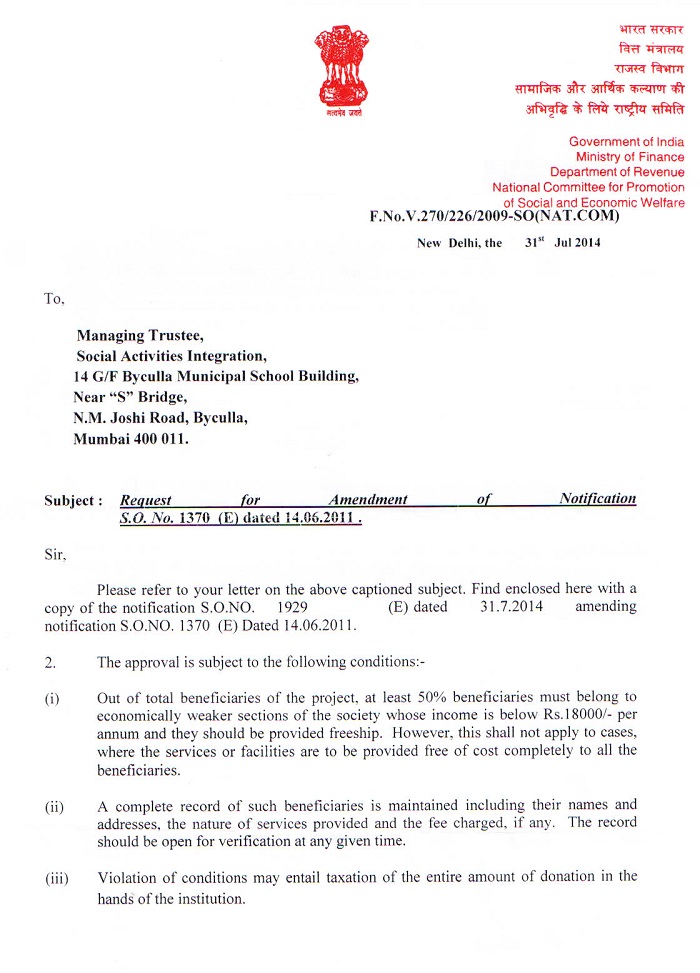 सत्यमेव जयते
भारत सरकार
वित्त मंत्रालय
राजस्व विभाग
सामाजिक और आर्थिक कल्याण की
अभिवृद्धि के लिये राष्ट्रीय समिति
Government of India
Ministry of Finance
Department of Revenue
National Committee for Promotion
of Social and Economic Welfare
F.No.V.270/226/2009-SO(NAT.COM)
New Delhi, the 31st Jul 2014
To,
Managing Trustee,
Social Activities Integration,
14 G/F Byculla Municipal School Building,
Near “S” Bridge,
N.M. Joshi Road, Byculla,
Mumbai 400 011.
Subject : Request for Amendment of Notification
S.O. No. 1370 (E) dated 14.06.2011 .
Sir,
Please refer to your letter on the above captioned subject. Find enclosed here with a
copy of the notification S.O.NO. 1929 (E) dated 31.7.2014 amending
notification S.O.NO. 1370 (E) Dated 14.06.2011.
2. The approval is subject to the following conditions:-
(i) Out of total beneficiaries of the project, at least 50% beneficiaries must belong to
economically weaker sections of the society whose income is below Rs.18000/- per
annum and they should be provided freeship. However, this shall not apply to cases,
where the services or facilities are to be provided free of cost completely to all the
beneficiaries.
(ii) A complete record of such beneficiaries is maintained including their names and
addresses, the nature of services provided and the fee charged, if any. The record
should be open for verification at any given time.
(iii) Violation of conditions may entail taxation of the entire amount of donation in the
hands of the institution.